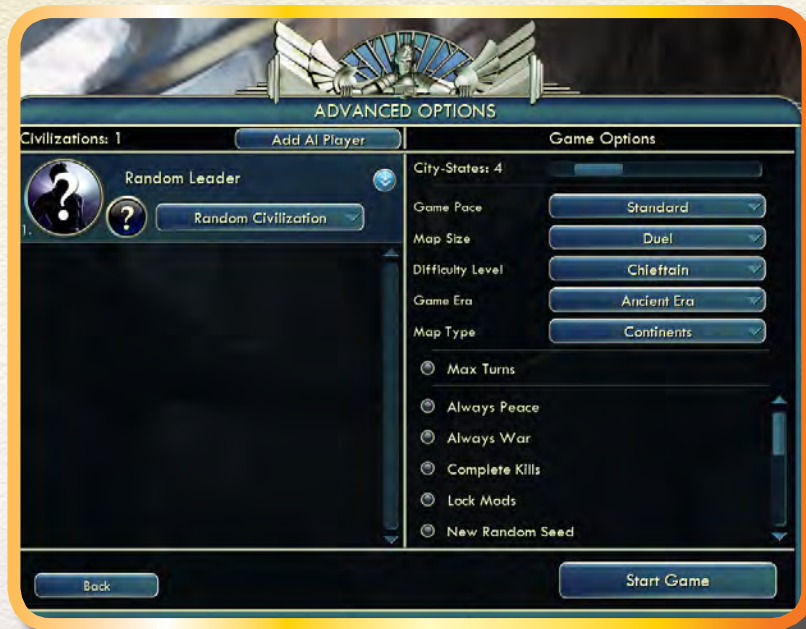 ADVANCED OPTIONS
Civilizations: 1
Add AI Player
Game Options
?
Random Leader
1.
?
Random Civilization
City-States: 4
Game Pace
Standard
Map Size
Duel
Difficulty Level
Chieftain
Game Era
Ancient Era
Map Type
Continents
Max Turns
Always Peace
Always War
Complete Kills
Lock Mods
New Random Seed
Back
Start Game